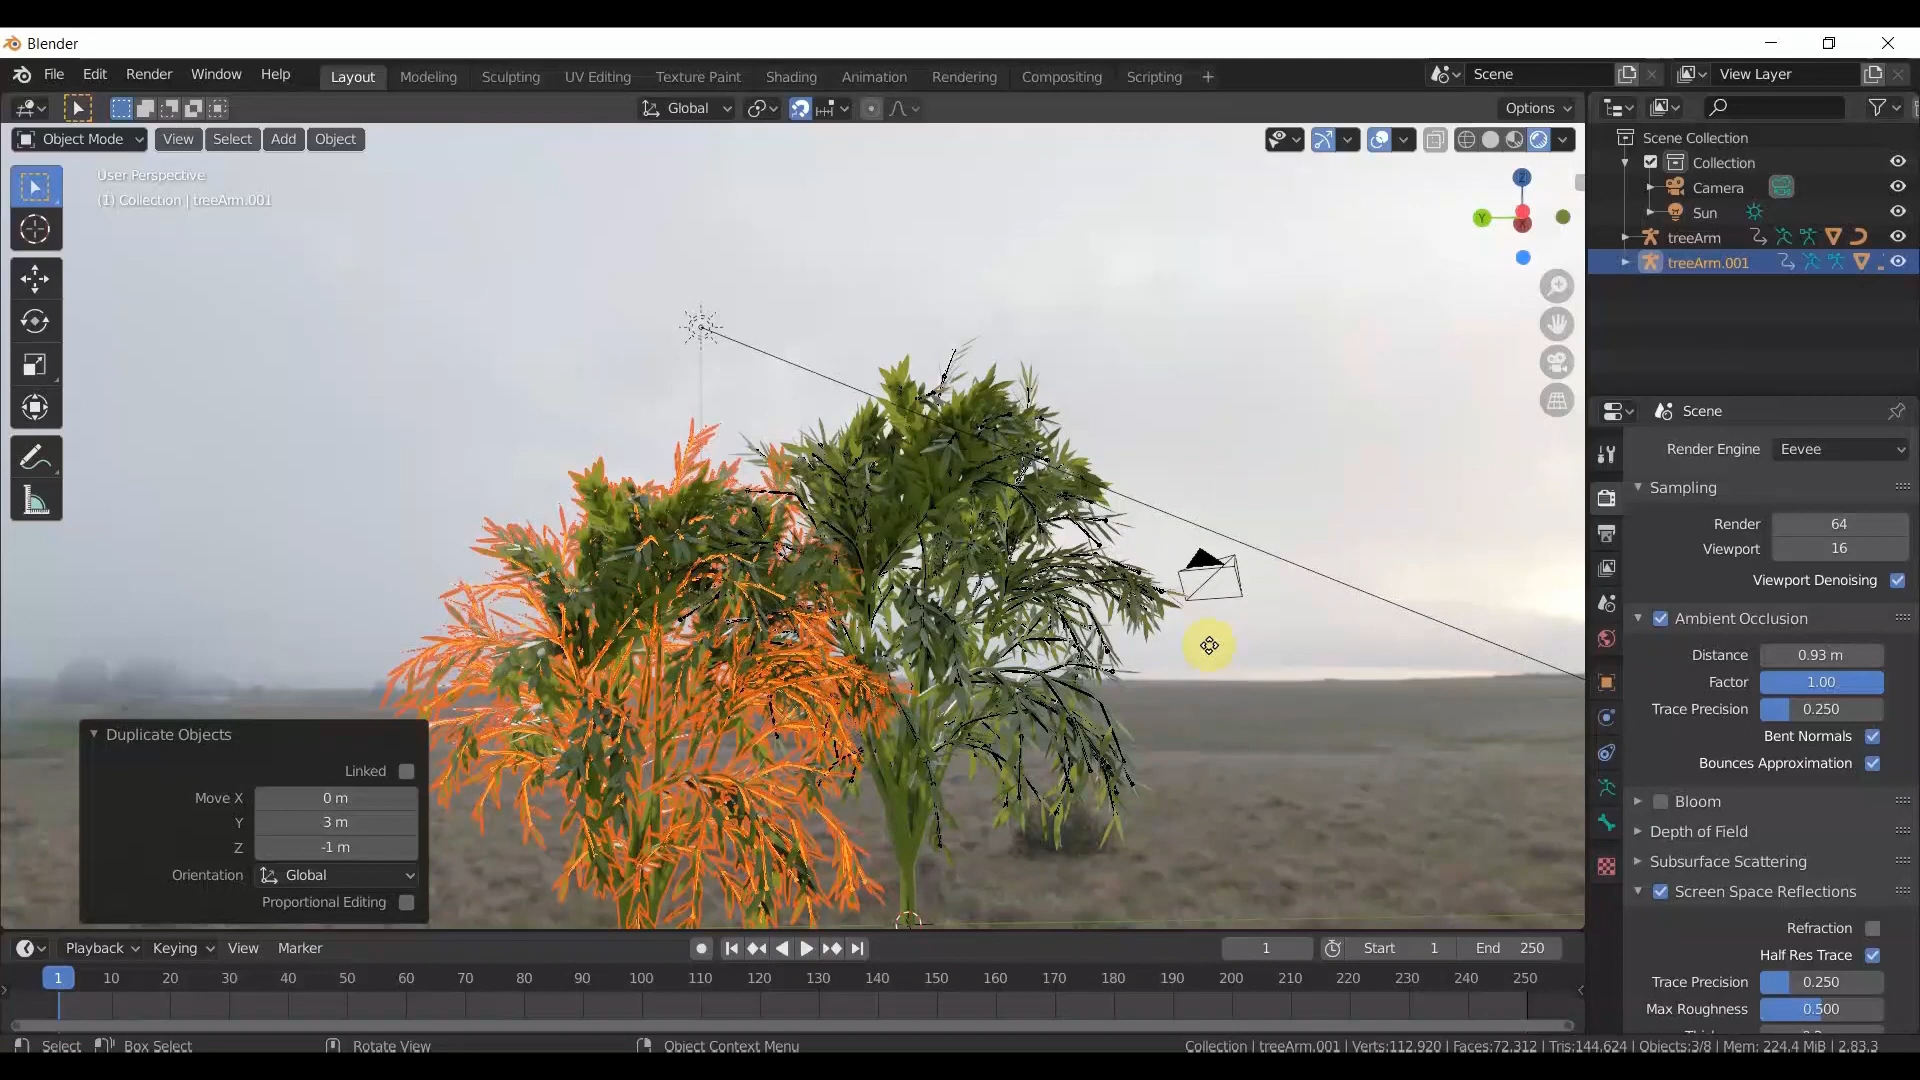 Blender
File Edit Render Window Help Layout Modeling Sculpting UV Editing Texture Paint Shading Animation Rendering Compositing Scripting + Scene View Layer
Global Options
Object Mode View Select Add Object
User Perspective
(1) Collection | treeArm.001
Z
Y
X
Scene Collection
Collection
Camera
Sun
treeArm
treeArm.001
Scene
Render Engine Eevee
Sampling
Render 64
Viewport 16
Viewport Denoising
Ambient Occlusion
Distance 0.93 m
Factor 1.00
Trace Precision 0.250
Bent Normals
Bounces Approximation
Bloom
Depth of Field
Subsurface Scattering
Screen Space Reflections
Refraction
Half Res Trace
Trace Precision 0.250
Max Roughness 0.500
Duplicate Objects
Linked
Move X 0 m
Y 3 m
Z -1 m
Orientation Global
Proportional Editing
Playback Keying View Marker 1 Start 1 End 250
1 10 20 30 40 50 60 70 80 90 100 110 120 130 140 150 160 170 180 190 200 210 220 230 240 250
Select Box Select Rotate View Object Context Menu Collection | treeArm.001 | Verts:112,920 | Faces:72,312 | Tris:144,624 | Objects:3/8 | Mem: 224.4 MiB | 2.83.3